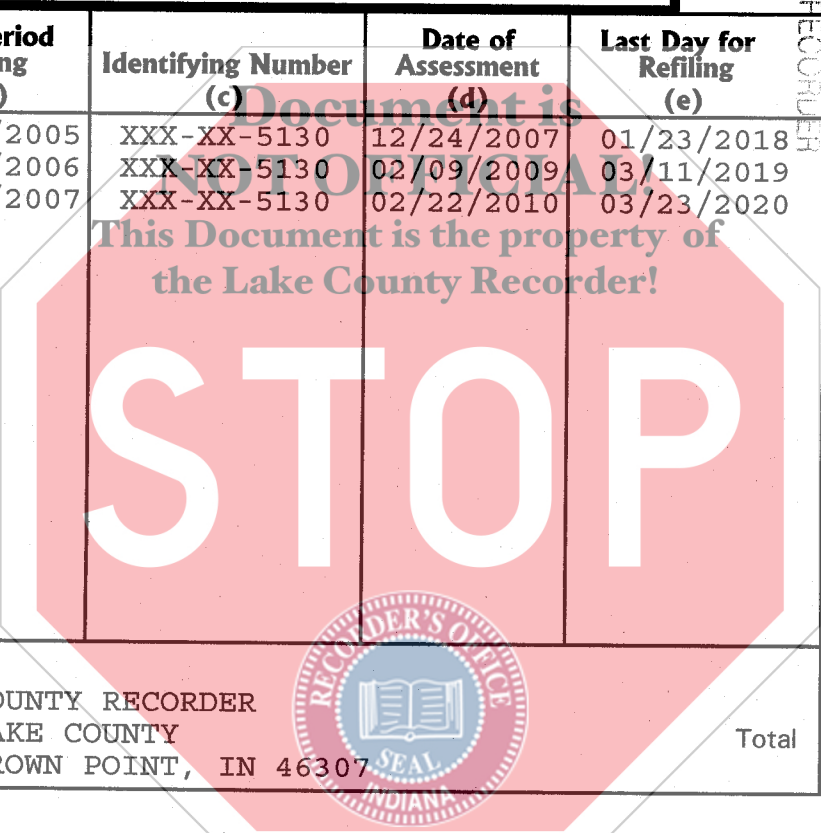 eriod
ng
)
Identifying Number
(c)
Date of
Assessment
(d)
Last Day for
Refiling
(e)
RECORDER
/2005 XXX-XX-5130 12/24/2007 01/23/2018
/2006 XXX-XX-5130 02/09/2009 03/11/2019
/2007 XXX-XX-5130 02/22/2010 03/23/2020
Document is
NOT OFFICIAL!
This Document is the property of
the Lake County Recorder!
STOP
OUNTY RECORDER
AKE COUNTY
ROWN POINT, IN 46307
Total
RECORDER'S OFFICE
SEAL
INDIANA